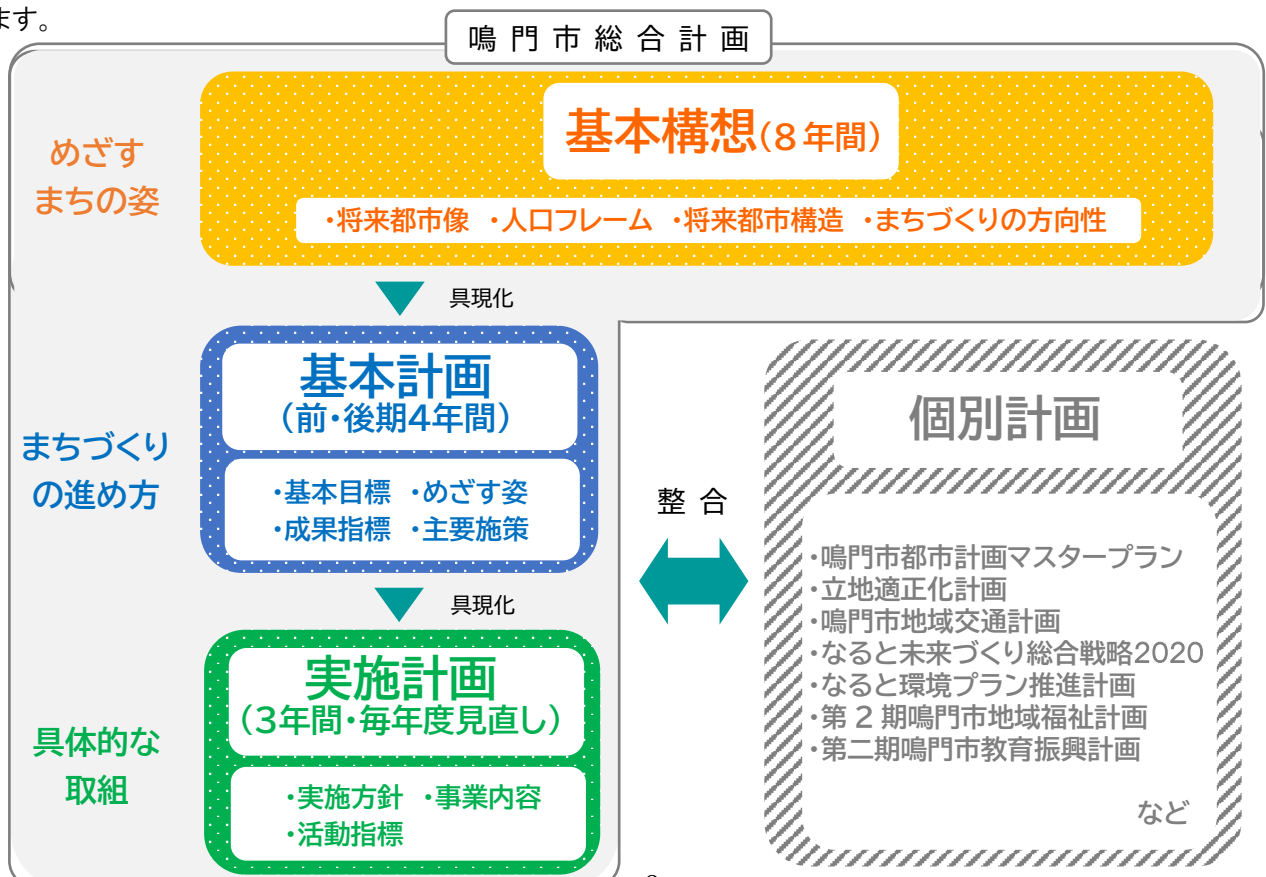 ます。
鳴門市総合計画
めざす
まちの姿
基本構想(8年間)
・将来都市像 ・人口フレーム ・将来都市構造 ・まちづくりの方向性
具現化
まちづくり
の進め方
基本計画
(前・後期4年間)
・基本目標 ・めざす姿
・成果指標 ・主要施策
具現化
具体的な
取組
実施計画
(3年間・毎年度見直し)
・実施方針 ・事業内容
・活動指標
整 合
個別計画
・鳴門市都市計画マスタープラン
・立地適正化計画
・鳴門市地域交通計画
・なると未来づくり総合戦略2020
・なると環境プラン推進計画
・第2期鳴門市地域福祉計画
・第二期鳴門市教育振興計画
など